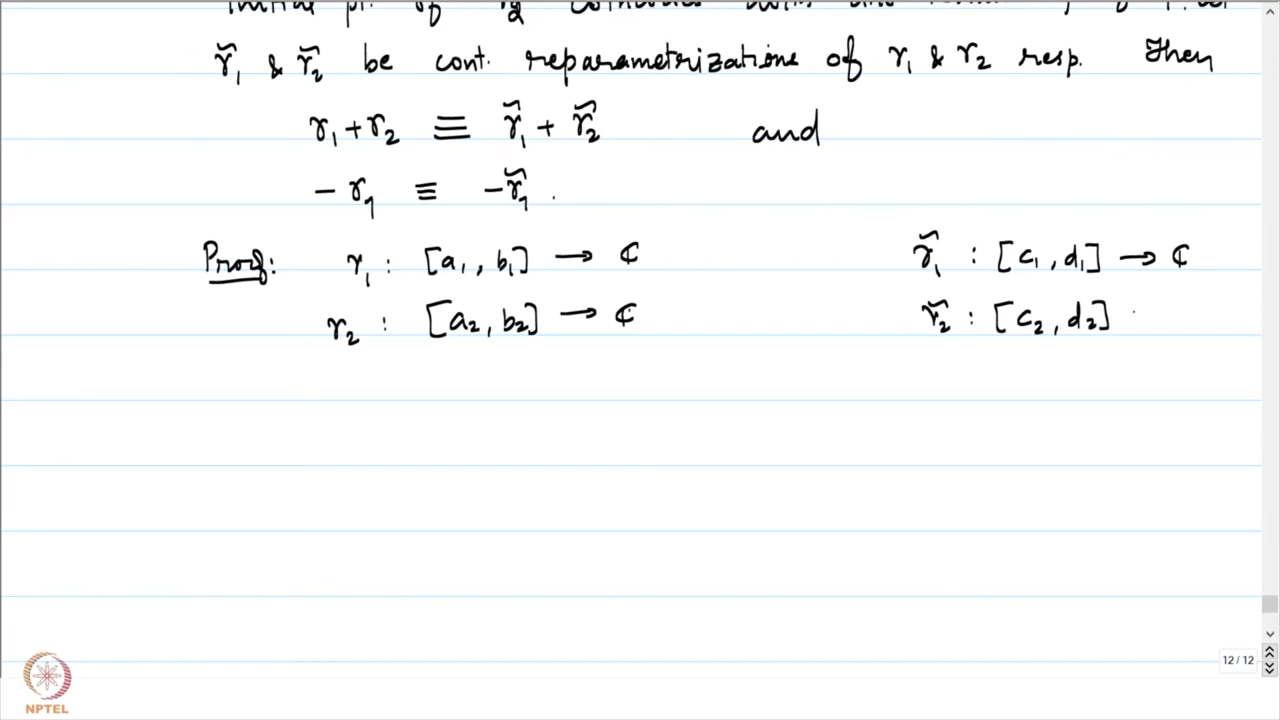 γ̃₁ & γ̃₂ be cont. reparametrizations of γ₁ & γ₂ resp. Then
γ₁ + γ₂ ≡ γ̃₁ + γ̃₂ and
− γ₁ ≡ −γ̃₁ .
Proof: γ₁ : [a₁, b₁] → ℂ γ̃₁ : [c₁, d₁] → ℂ
γ₂ : [a₂, b₂] → ℂ γ̃₂ : [c₂, d₂]
12 / 12
NPTEL